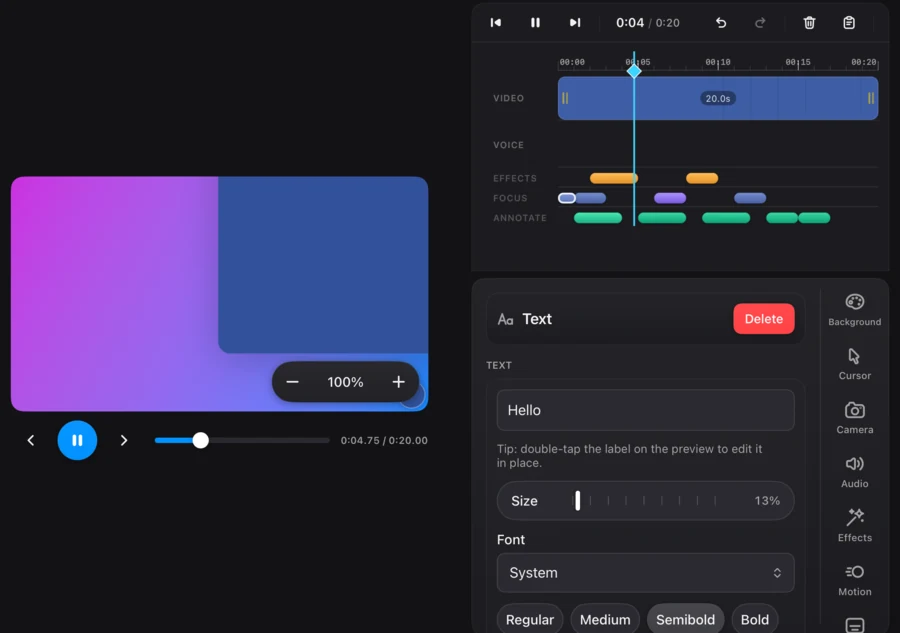 0:04 / 0:20
00:00 00:05 00:10 00:15 00:20
VIDEO
20.0s
VOICE
EFFECTS
FOCUS
ANNOTATE
100%
0:04.75 / 0:20.00
Aa Text
Delete
TEXT
Hello
Tip: double-tap the label on the preview to edit it
in place.
Size 13%
Font
System
Regular Medium Semibold Bold
Background
Cursor
Camera
Audio
Effects
Motion